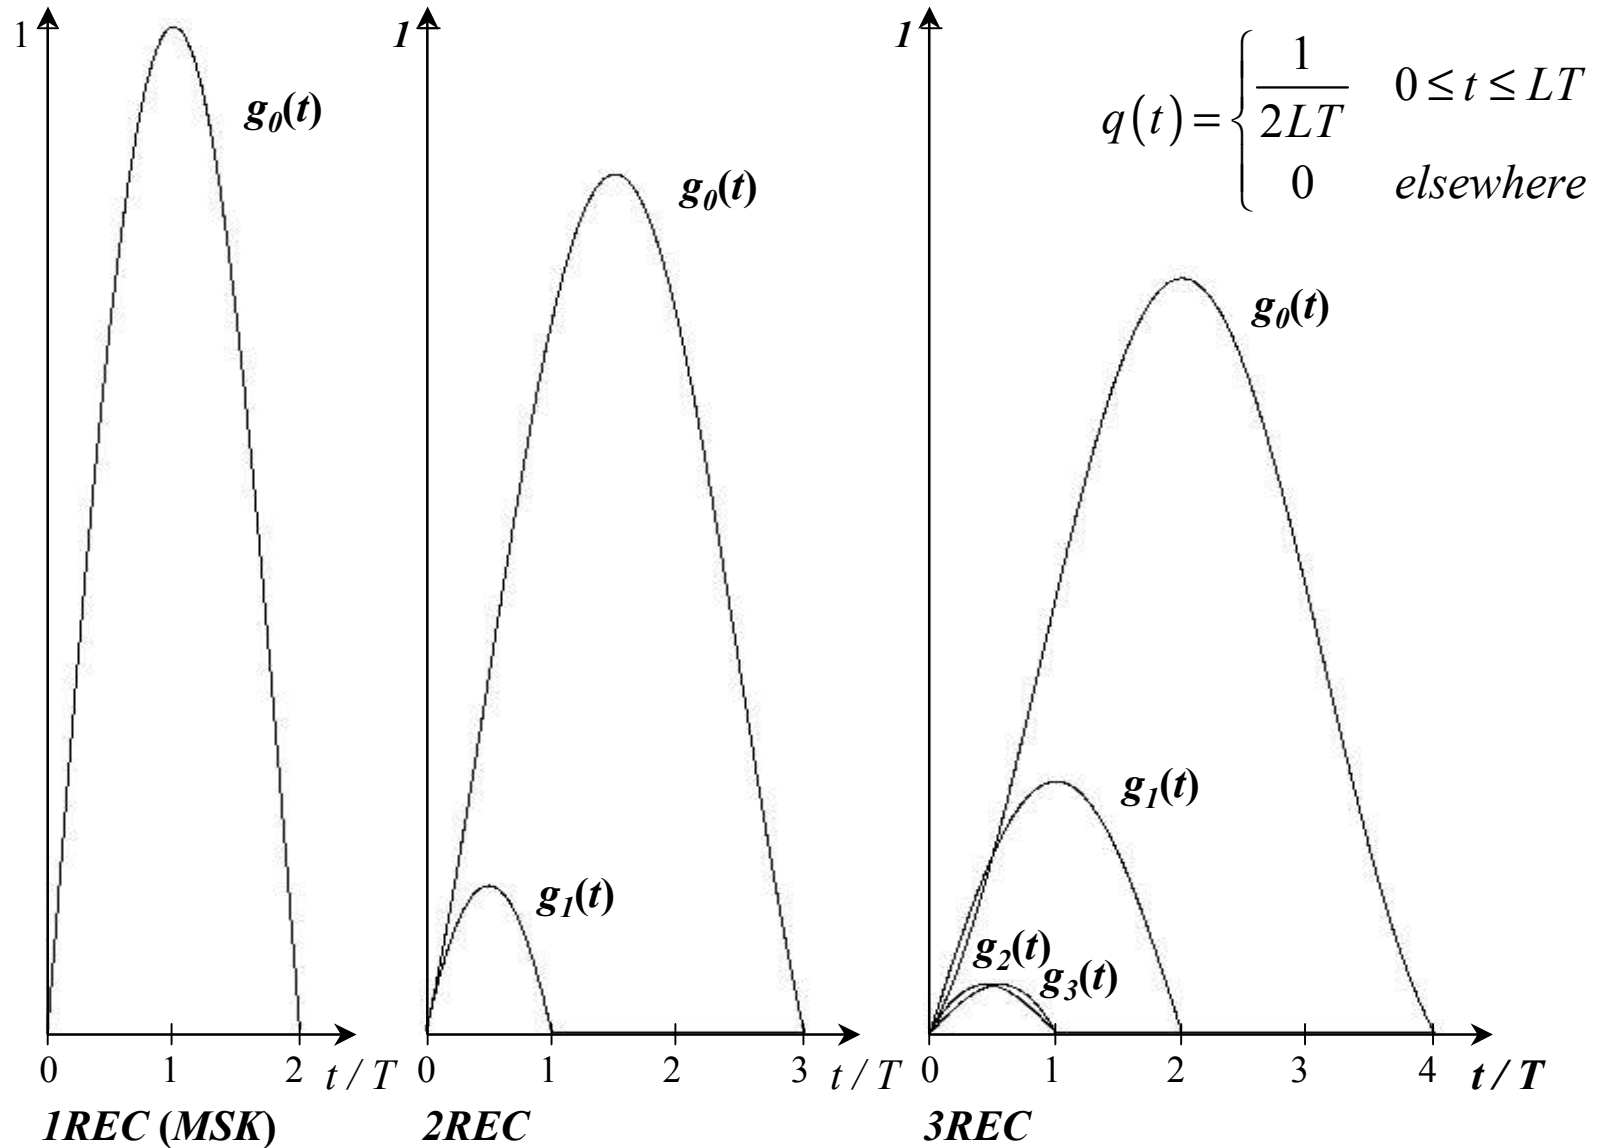 1
g₀(t)
0 1 2 t / T
1REC (MSK)
1
g₀(t)
g₁(t)
0 1 2 3 t / T
2REC
1
q(t) = { 1/2LT 0 ≤ t ≤ LT
0 elsewhere
g₀(t)
g₁(t)
g₂(t)
g₃(t)
0 1 2 3 4 t / T
3REC